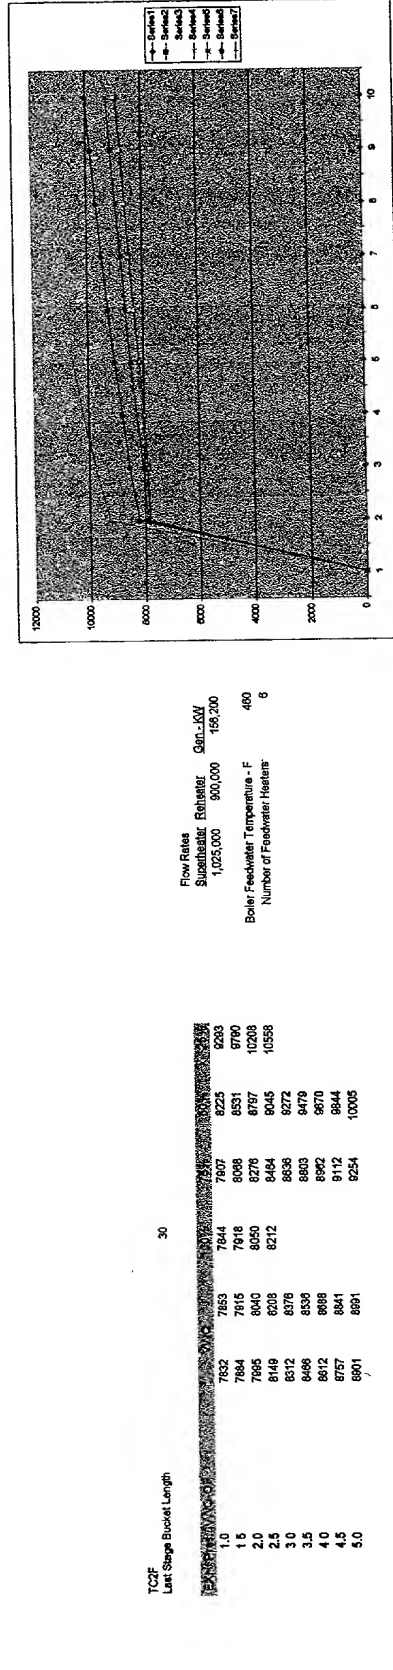 TC2F
Last Stage Bucket Length 30
1.0 7832 7853 7844 7907 8225 9293
1 5 7884 7915 7918 8068 8531 9790
2.0 7995 8040 8050 8276 8797 10208
2.5 8149 8208 8212 8464 9045 10558
3 0 8312 8376 8636 9272
3.5 8466 8536 8803 9479
4 0 8612 8688 8962 9670
4.5 8757 8841 9112 9844
5.0 8901 8991 9254 10005
Flow Rates
Superheater Reheater Gen - KW
1,025,000 900,000 156,200
Boiler Feedwater Temperature - F 460
Number of Feedwater Heaters 6
12000
10000
8000
6000
4000
2000
0
1 2 3 4 5 6 7 8 9 10
Series1
Series2
Series3
Series4
Series5
Series6
Series7